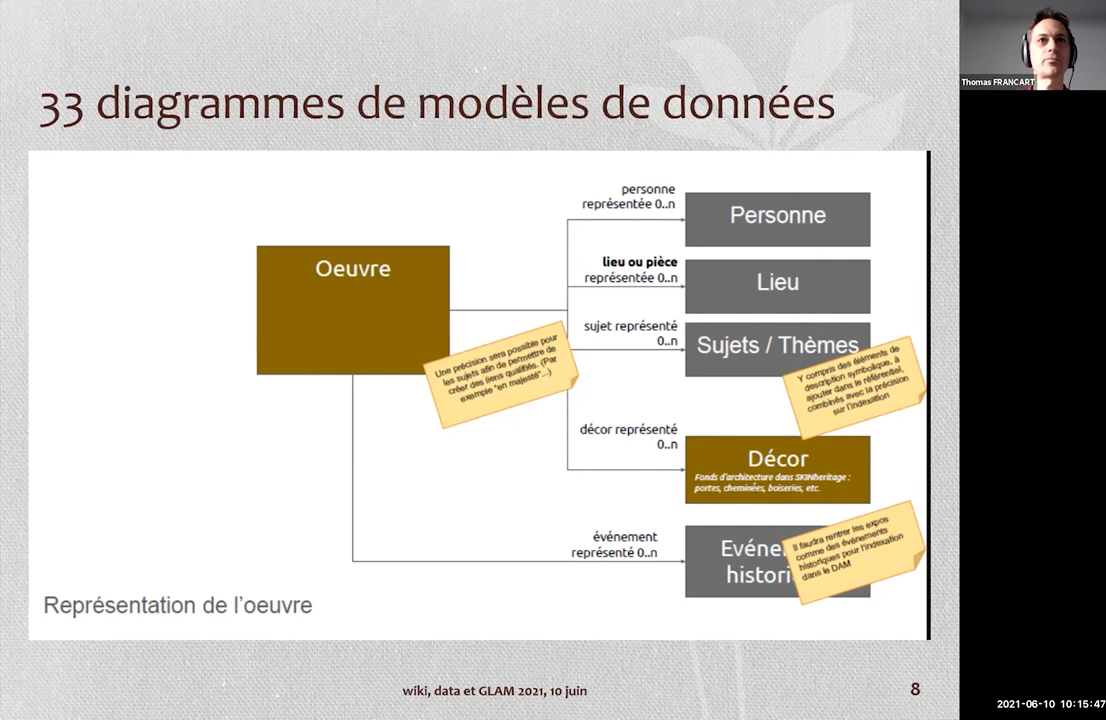 33 diagrammes de modèles de données
Thomas FRANCART
Oeuvre
personne
représentée 0..n
Personne
lieu ou pièce
représentée 0..n
Lieu
sujet représenté
0..n
Sujets / Thèmes
Une précision sera possible pour
les sujets afin de permettre de
créer des liens qualifiés. (Par
exemple "en majesté"...)
Y compris des éléments de
description symbolique, à
ajouter dans le référentiel,
combinés avec la précision
sur l'indexation
décor représenté
0..n
Décor
Fonds d'architecture dans SKINheritage :
portes, cheminées, boiseries, etc.
événement
représenté 0..n
Evéne
histori
Il faudra rentrer les expos
comme des événements
historiques pour l'indexation
dans le DAM
Représentation de l'oeuvre
wiki, data et GLAM 2021, 10 juin
8
2021-06-10 10:15:47